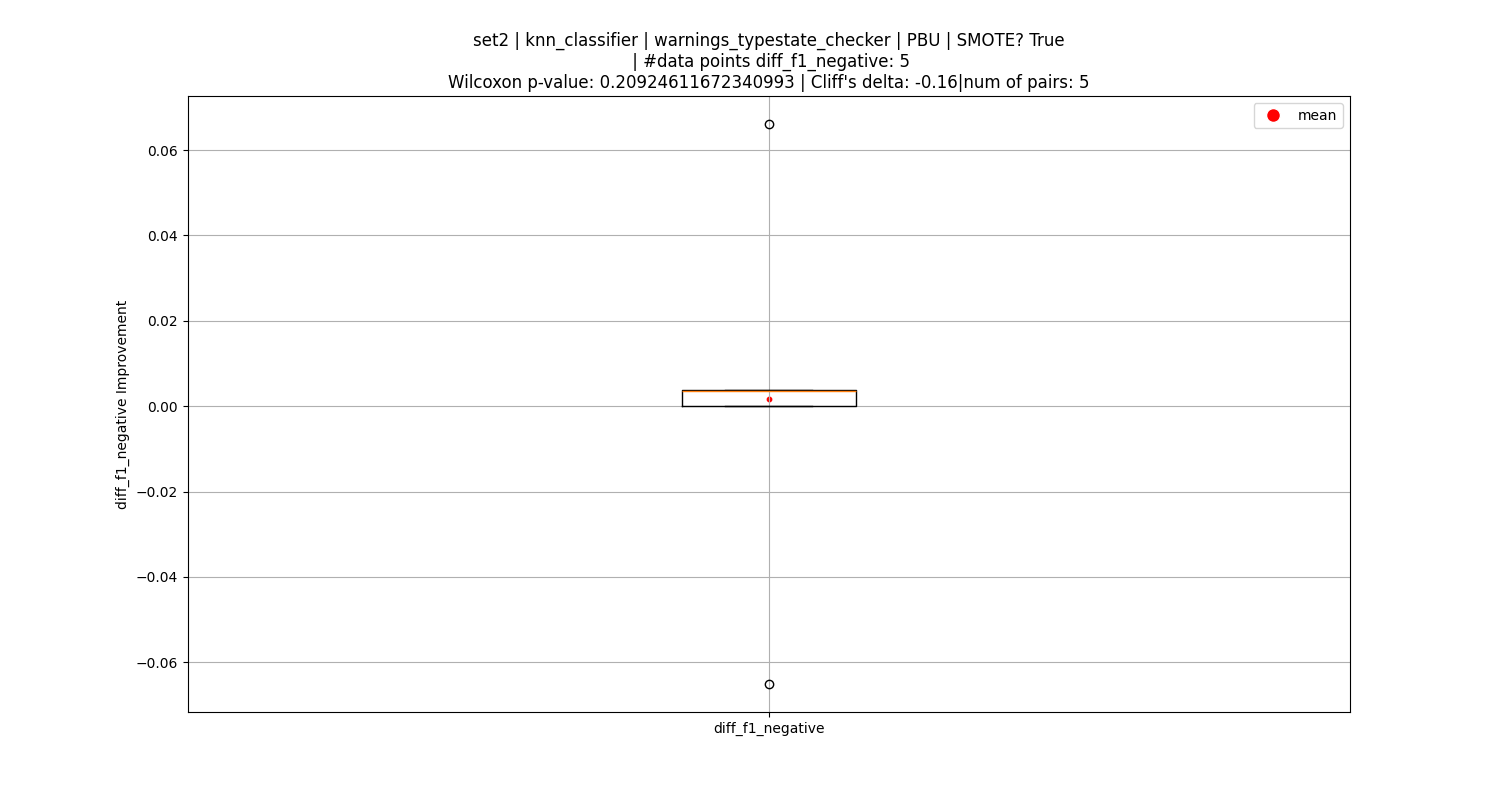 set2 | knn_classifier | warnings_typestate_checker | PBU | SMOTE? True
| #data points diff_f1_negative: 5
Wilcoxon p-value: 0.20924611672340993 | Cliff's delta: -0.16|num of pairs: 5
mean
0.06
0.04
0.02
0.00
−0.02
−0.04
−0.06
diff_f1_negative Improvement
diff_f1_negative